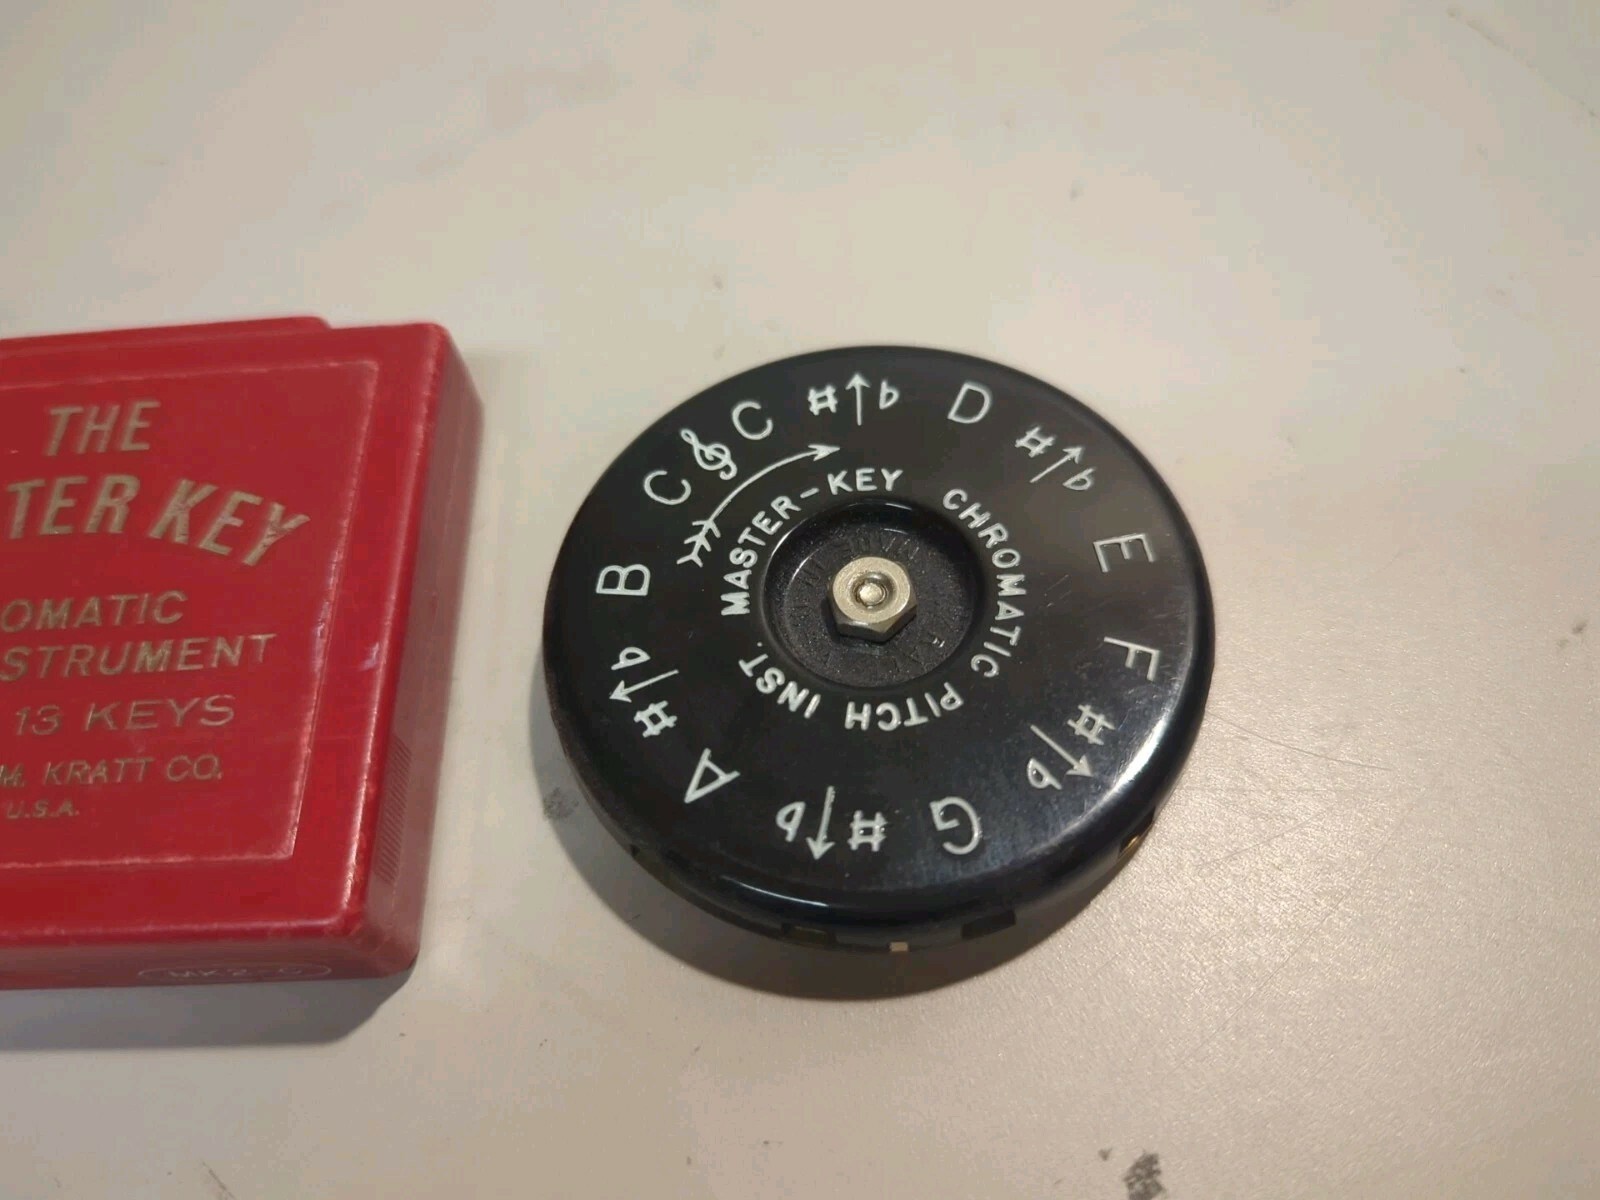 THE
TER KEY
OMATIC
STRUMENT
13 KEYS
M. KRATT CO.
U.S.A.
C C ♯↑♭ D ♯↑♭ E F ♯↑♭ G ♯↑♭ A ♯↑♭ B
MASTER-KEY CHROMATIC PITCH INST.